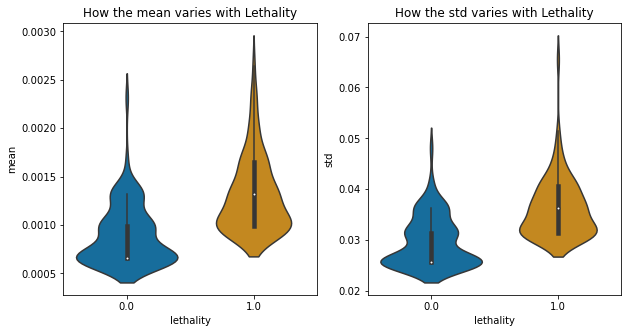 How the mean varies with Lethality
0.0030
0.0025
0.0020
0.0015
0.0010
0.0005
mean
0.0
1.0
lethality
How the std varies with Lethality
0.07
0.06
0.05
0.04
0.03
0.02
std
0.0
1.0
lethality